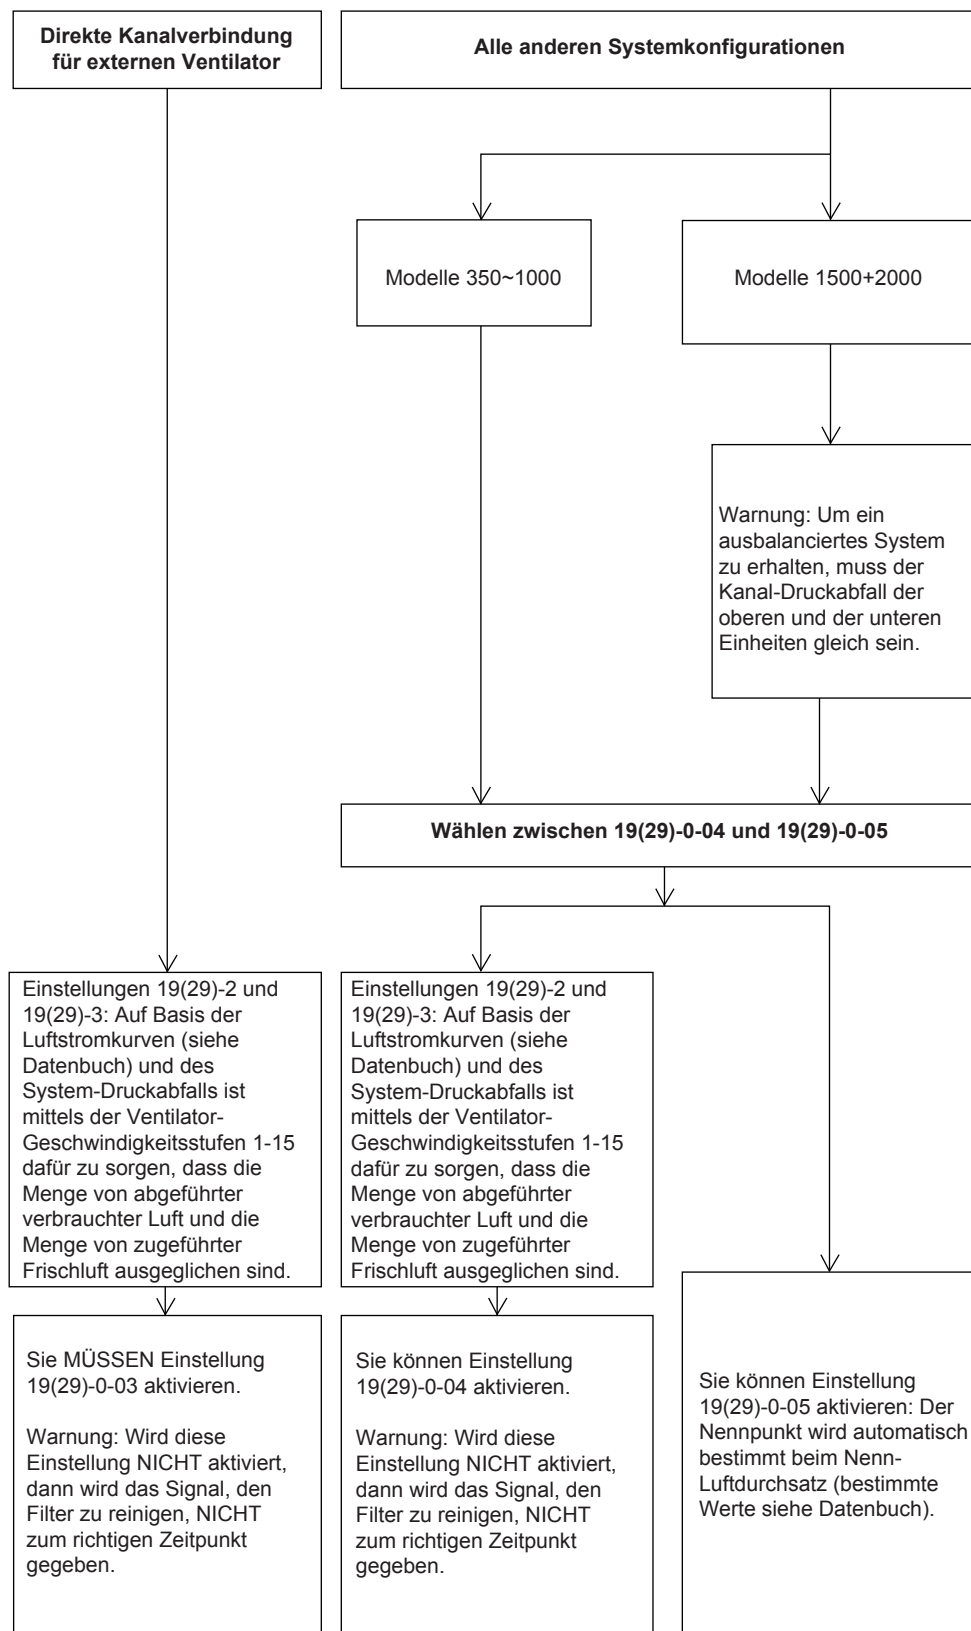 Direkte Kanalverbindung
für externen Ventilator
Alle anderen Systemkonfigurationen
Modelle 350~1000
Modelle 1500+2000
Warnung: Um ein
ausbalanciertes System
zu erhalten, muss der
Kanal-Druckabfall der
oberen und der unteren
Einheiten gleich sein.
Wählen zwischen 19(29)-0-04 und 19(29)-0-05
Einstellungen 19(29)-2 und
19(29)-3: Auf Basis der
Luftstromkurven (siehe
Datenbuch) und des
System-Druckabfalls ist
mittels der Ventilator-
Geschwindigkeitsstufen 1-15
dafür zu sorgen, dass die
Menge von abgeführter
verbrauchter Luft und die
Menge von zugeführter
Frischluft ausgeglichen sind.
Einstellungen 19(29)-2 und
19(29)-3: Auf Basis der
Luftstromkurven (siehe
Datenbuch) und des
System-Druckabfalls ist
mittels der Ventilator-
Geschwindigkeitsstufen 1-15
dafür zu sorgen, dass die
Menge von abgeführter
verbrauchter Luft und die
Menge von zugeführter
Frischluft ausgeglichen sind.
Sie MÜSSEN Einstellung
19(29)-0-03 aktivieren.
Warnung: Wird diese
Einstellung NICHT aktiviert,
dann wird das Signal, den
Filter zu reinigen, NICHT
zum richtigen Zeitpunkt
gegeben.
Sie können Einstellung
19(29)-0-04 aktivieren.
Warnung: Wird diese
Einstellung NICHT aktiviert,
dann wird das Signal, den
Filter zu reinigen, NICHT
zum richtigen Zeitpunkt
gegeben.
Sie können Einstellung
19(29)-0-05 aktivieren: Der
Nennpunkt wird automatisch
bestimmt beim Nenn-
Luftdurchsatz (bestimmte
Werte siehe Datenbuch).